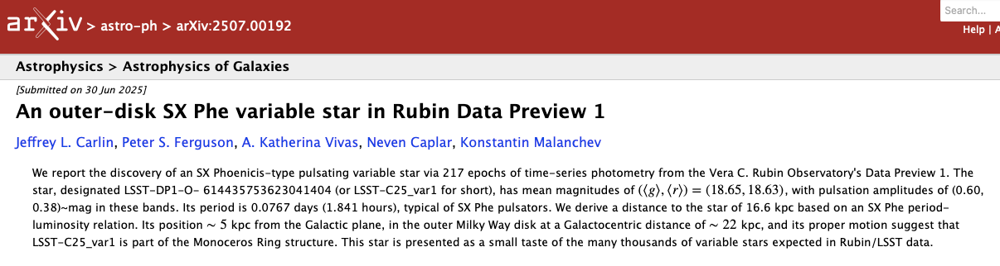 arXiv > astro-ph > arXiv:2507.00192
Search...
Help | A
Astrophysics > Astrophysics of Galaxies
[Submitted on 30 Jun 2025]
An outer-disk SX Phe variable star in Rubin Data Preview 1
Jeffrey L. Carlin, Peter S. Ferguson, A. Katherina Vivas, Neven Caplar, Konstantin Malanchev
We report the discovery of an SX Phoenicis-type pulsating variable star via 217 epochs of time-series photometry from the Vera C. Rubin Observatory's Data Preview 1. The
star, designated LSST-DP1-O- 614435753623041404 (or LSST-C25_var1 for short), has mean magnitudes of (⟨g⟩, ⟨r⟩) = (18.65, 18.63), with pulsation amplitudes of (0.60,
0.38)~mag in these bands. Its period is 0.0767 days (1.841 hours), typical of SX Phe pulsators. We derive a distance to the star of 16.6 kpc based on an SX Phe period-
luminosity relation. Its position ∼ 5 kpc from the Galactic plane, in the outer Milky Way disk at a Galactocentric distance of ∼ 22 kpc, and its proper motion suggest that
LSST-C25_var1 is part of the Monoceros Ring structure. This star is presented as a small taste of the many thousands of variable stars expected in Rubin/LSST data.